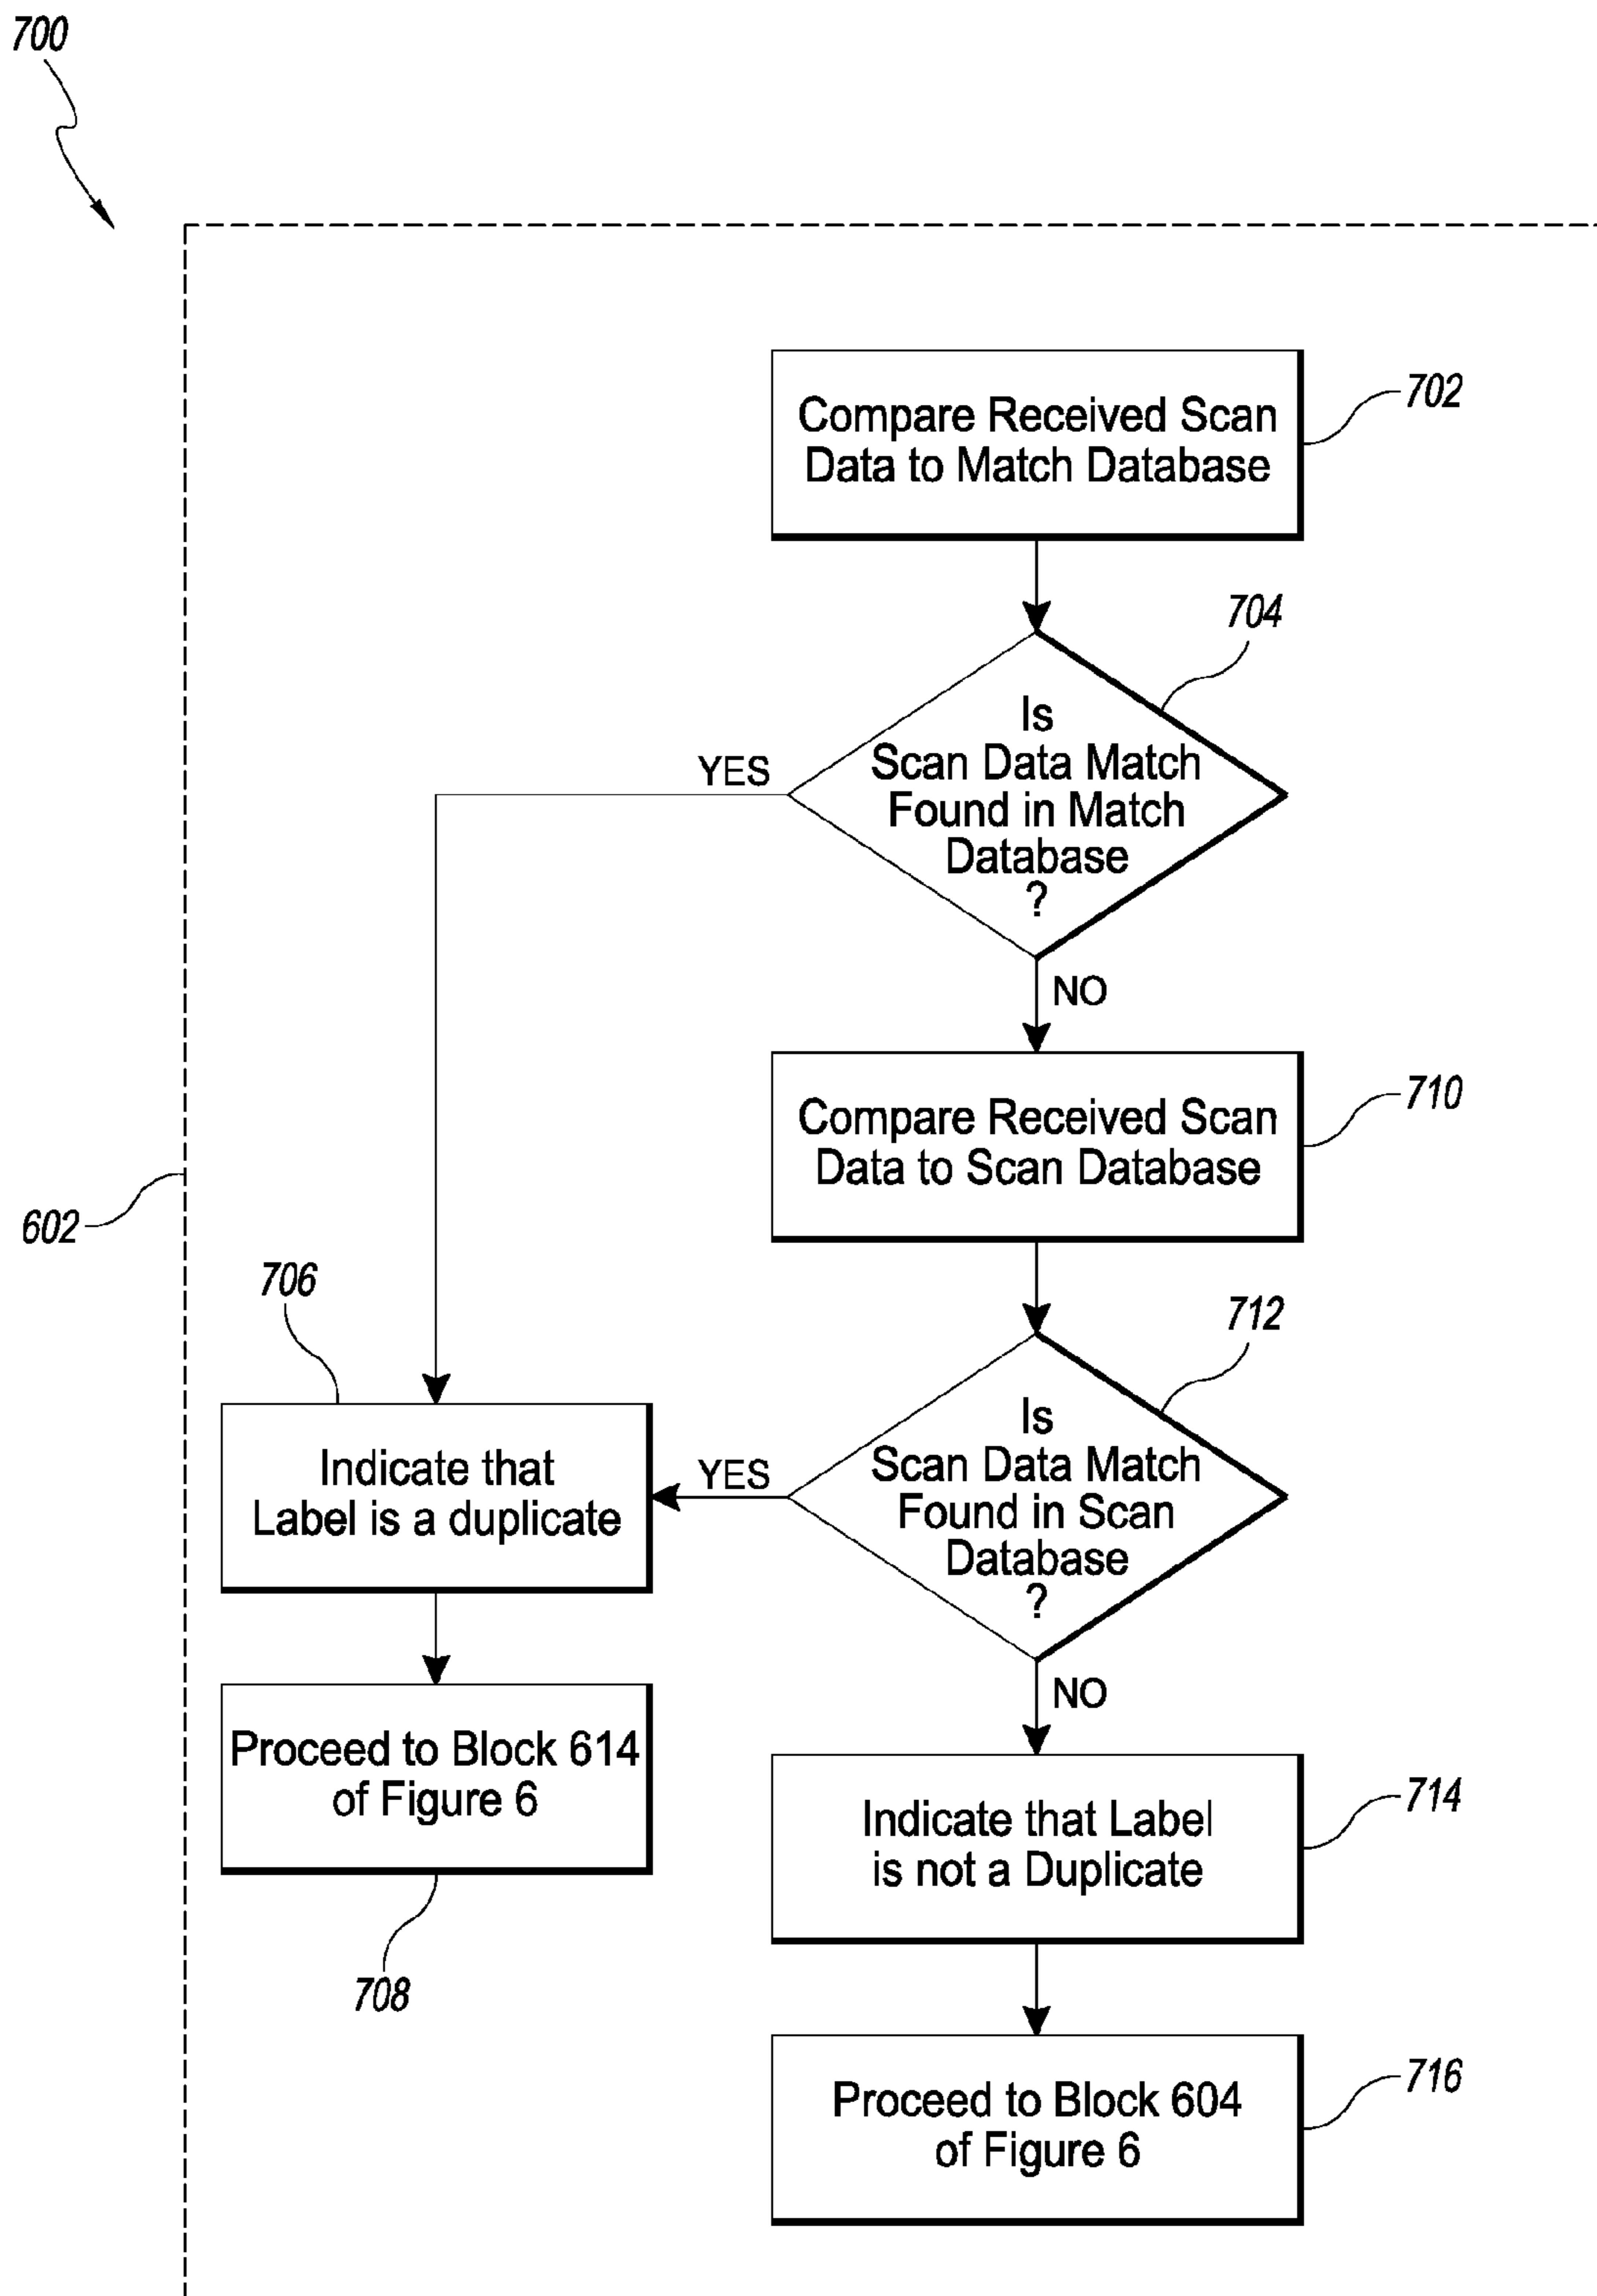 700
Compare Received Scan
Data to Match Database
702
704
Is
Scan Data Match
Found in Match
Database
?
YES
NO
Compare Received Scan
Data to Scan Database
710
602
706
712
Is
Scan Data Match
Found in Scan
Database
?
YES
Indicate that
Label is a duplicate
NO
Proceed to Block 614
of Figure 6
708
Indicate that Label
is not a Duplicate
714
Proceed to Block 604
of Figure 6
716